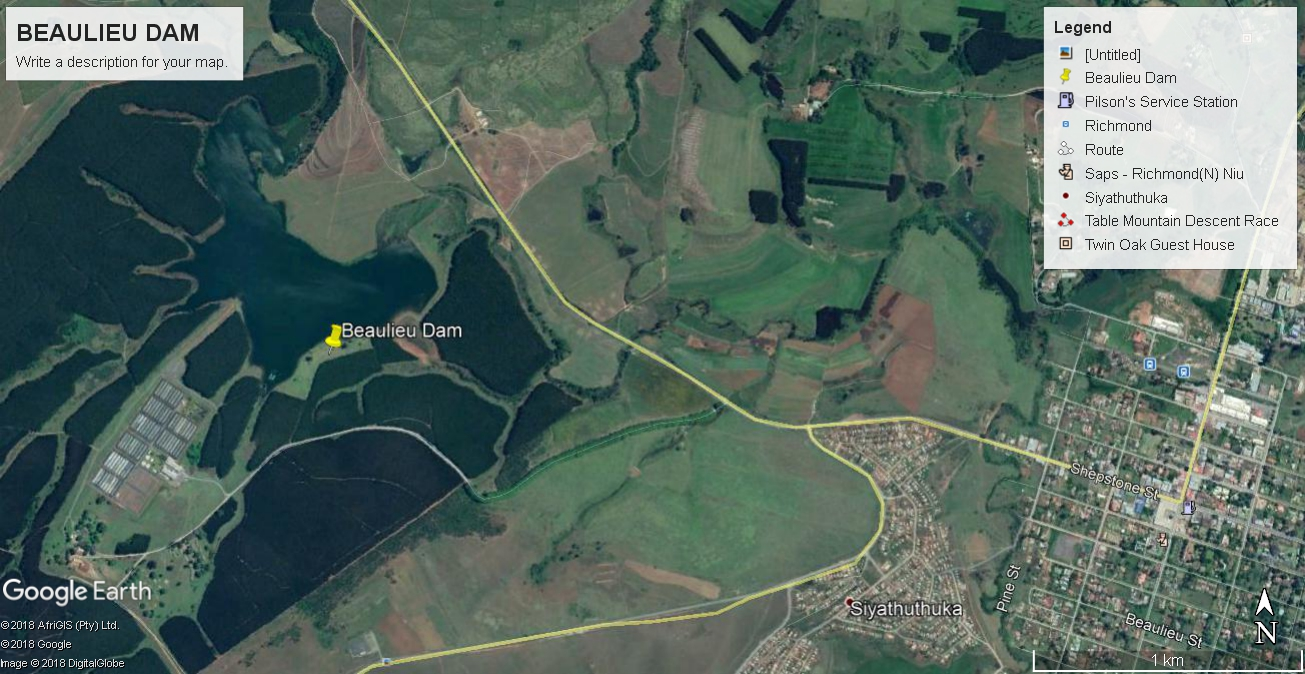 BEAULIEU DAM
Write a description for your map.
Legend
[Untitled]
Beaulieu Dam
Pilson's Service Station
Richmond
Route
Saps - Richmond(N) Niu
Siyathuthuka
Table Mountain Descent Race
Twin Oak Guest House
Beaulieu Dam
Shepstone St
Pine St
Siyathuthuka
Beaulieu St
Google Earth
©2018 AfriGIS (Pty) Ltd.
©2018 Google
Image © 2018 DigitalGlobe
N
1 km